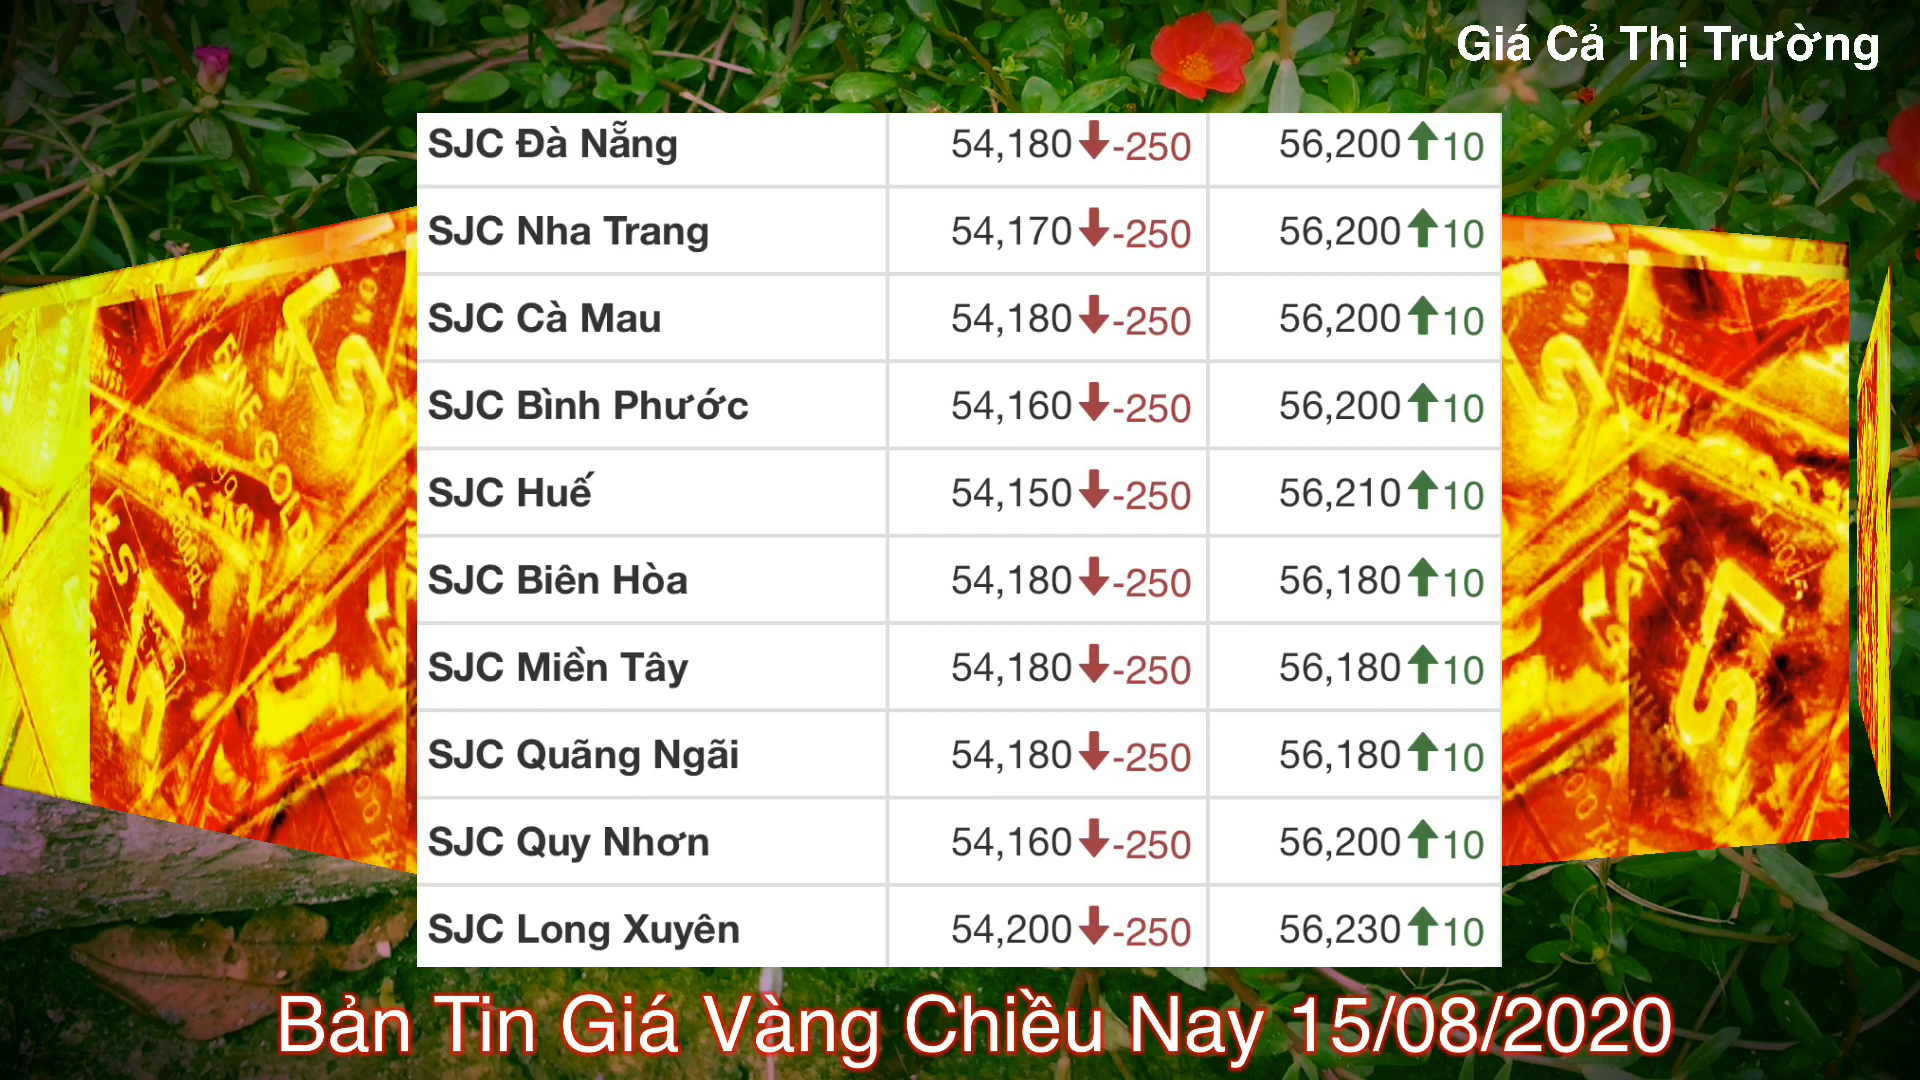 Giá Cả Thị Trường
SJC Đà Nẵng 54,180 -250 56,200 10
SJC Nha Trang 54,170 -250 56,200 10
SJC Cà Mau 54,180 -250 56,200 10
SJC Bình Phước 54,160 -250 56,200 10
SJC Huế 54,150 -250 56,210 10
SJC Biên Hòa 54,180 -250 56,180 10
SJC Miền Tây 54,180 -250 56,180 10
SJC Quãng Ngãi 54,180 -250 56,180 10
SJC Quy Nhơn 54,160 -250 56,200 10
SJC Long Xuyên 54,200 -250 56,230 10
FINE GOLD
Bản Tin Giá Vàng Chiều Nay 15/08/2020